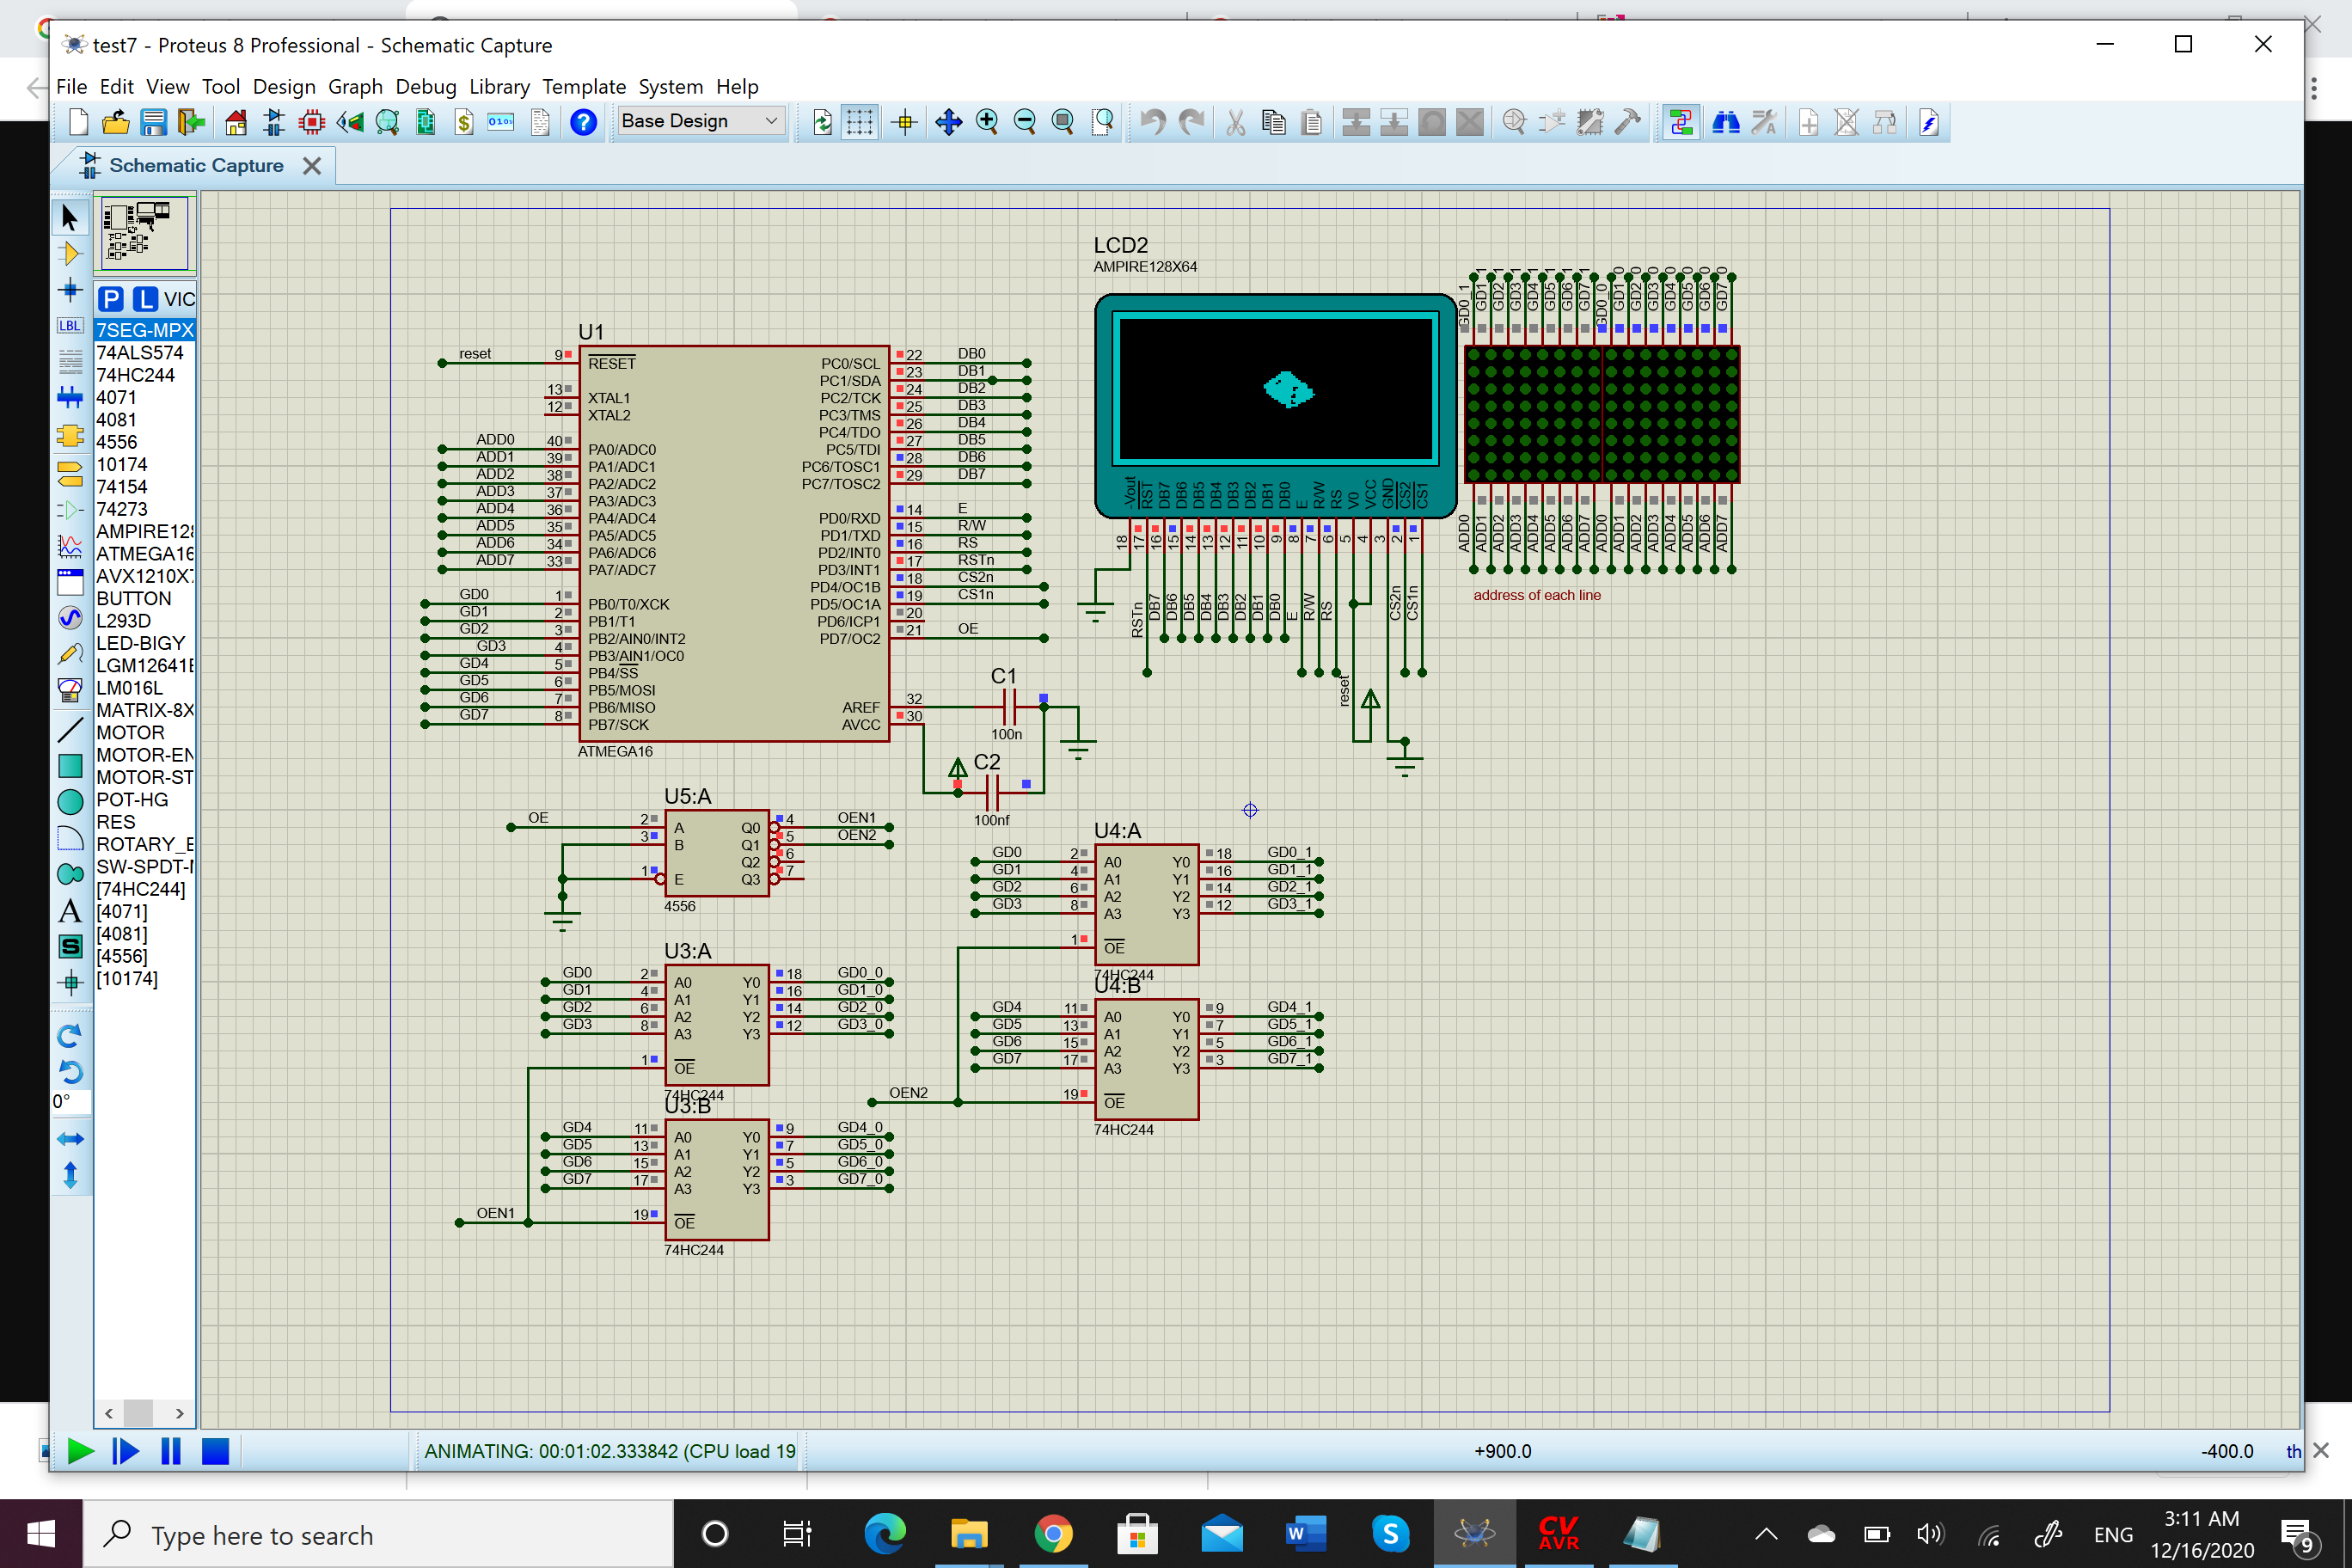 test7 - Proteus 8 Professional - Schematic Capture
File Edit View Tool Design Graph Debug Library Template System Help
Base Design
Schematic Capture
P L VIC
7SEG-MPX
74ALS574
74HC244
4071
4081
4556
10174
74154
74273
AMPIRE12
ATMEGA16
AVX1210X
BUTTON
L293D
LED-BIGY
LGM12641
LM016L
MATRIX-8X
MOTOR
MOTOR-EN
MOTOR-ST
POT-HG
RES
ROTARY_E
SW-SPDT-
[74HC244]
[4071]
[4081]
[4556]
[10174]
LBL
A
S
0°
U1
reset 9 RESET
13 XTAL1
12 XTAL2
ADD0 40 PA0/ADC0
ADD1 39 PA1/ADC1
ADD2 38 PA2/ADC2
ADD3 37 PA3/ADC3
ADD4 36 PA4/ADC4
ADD5 35 PA5/ADC5
ADD6 34 PA6/ADC6
ADD7 33 PA7/ADC7
GD0 1 PB0/T0/XCK
GD1 2 PB1/T1
GD2 3 PB2/AIN0/INT2
GD3 4 PB3/AIN1/OC0
GD4 5 PB4/SS
GD5 6 PB5/MOSI
GD6 7 PB6/MISO
GD7 8 PB7/SCK
PC0/SCL 22 DB0
PC1/SDA 23 DB1
PC2/TCK 24 DB2
PC3/TMS 25 DB3
PC4/TDO 26 DB4
PC5/TDI 27 DB5
PC6/TOSC1 28 DB6
PC7/TOSC2 29 DB7
PD0/RXD 14 E
PD1/TXD 15 R/W
PD2/INT0 16 RS
PD3/INT1 17 RSTn
PD4/OC1B 18 CS2n
PD5/OC1A 19 CS1n
PD6/ICP1 20
PD7/OC2 21 OE
AREF 32
AVCC 30
ATMEGA16
C1
100n
C2
100nf
LCD2
AMPIRE128X64
-Vout RST DB7 DB6 DB5 DB4 DB3 DB2 DB1 DB0 E R/W RS V0 VCC GND CS2 CS1
18 17 16 15 14 13 12 11 10 9 8 7 6 5 4 3 2 1
RSTn DB7 DB6 DB5 DB4 DB3 DB2 DB1 DB0 E R/W RS CS2n CS1n
reset
GD0_1 GD1_1 GD2_1 GD3_1 GD4_1 GD5_1 GD6_1 GD7_1 GD0_0 GD1_0 GD2_0 GD3_0 GD4_0 GD5_0 GD6_0 GD7_0
ADD0 ADD1 ADD2 ADD3 ADD4 ADD5 ADD6 ADD7 ADD0 ADD1 ADD2 ADD3 ADD4 ADD5 ADD6 ADD7
address of each line
U5:A
OE 2 A Q0 4 OEN1
3 B Q1 5 OEN2
Q2 6
1 E Q3 7
4556
U3:A
GD0 2 A0 Y0 18 GD0_0
GD1 4 A1 Y1 16 GD1_0
GD2 6 A2 Y2 14 GD2_0
GD3 8 A3 Y3 12 GD3_0
1 OE
74HC244
U3:B
GD4 11 A0 Y0 9 GD4_0
GD5 13 A1 Y1 7 GD5_0
GD6 15 A2 Y2 5 GD6_0
GD7 17 A3 Y3 3 GD7_0
OEN1 19 OE
74HC244
U4:A
GD0 2 A0 Y0 18 GD0_1
GD1 4 A1 Y1 16 GD1_1
GD2 6 A2 Y2 14 GD2_1
GD3 8 A3 Y3 12 GD3_1
1 OE
74HC244
U4:B
GD4 11 A0 Y0 9 GD4_1
GD5 13 A1 Y1 7 GD5_1
GD6 15 A2 Y2 5 GD6_1
GD7 17 A3 Y3 3 GD7_1
OEN2 19 OE
74HC244
ANIMATING: 00:01:02.333842 (CPU load 19
+900.0
-400.0 th
Type here to search
CV
AVR
ENG
3:11 AM
12/16/2020
9